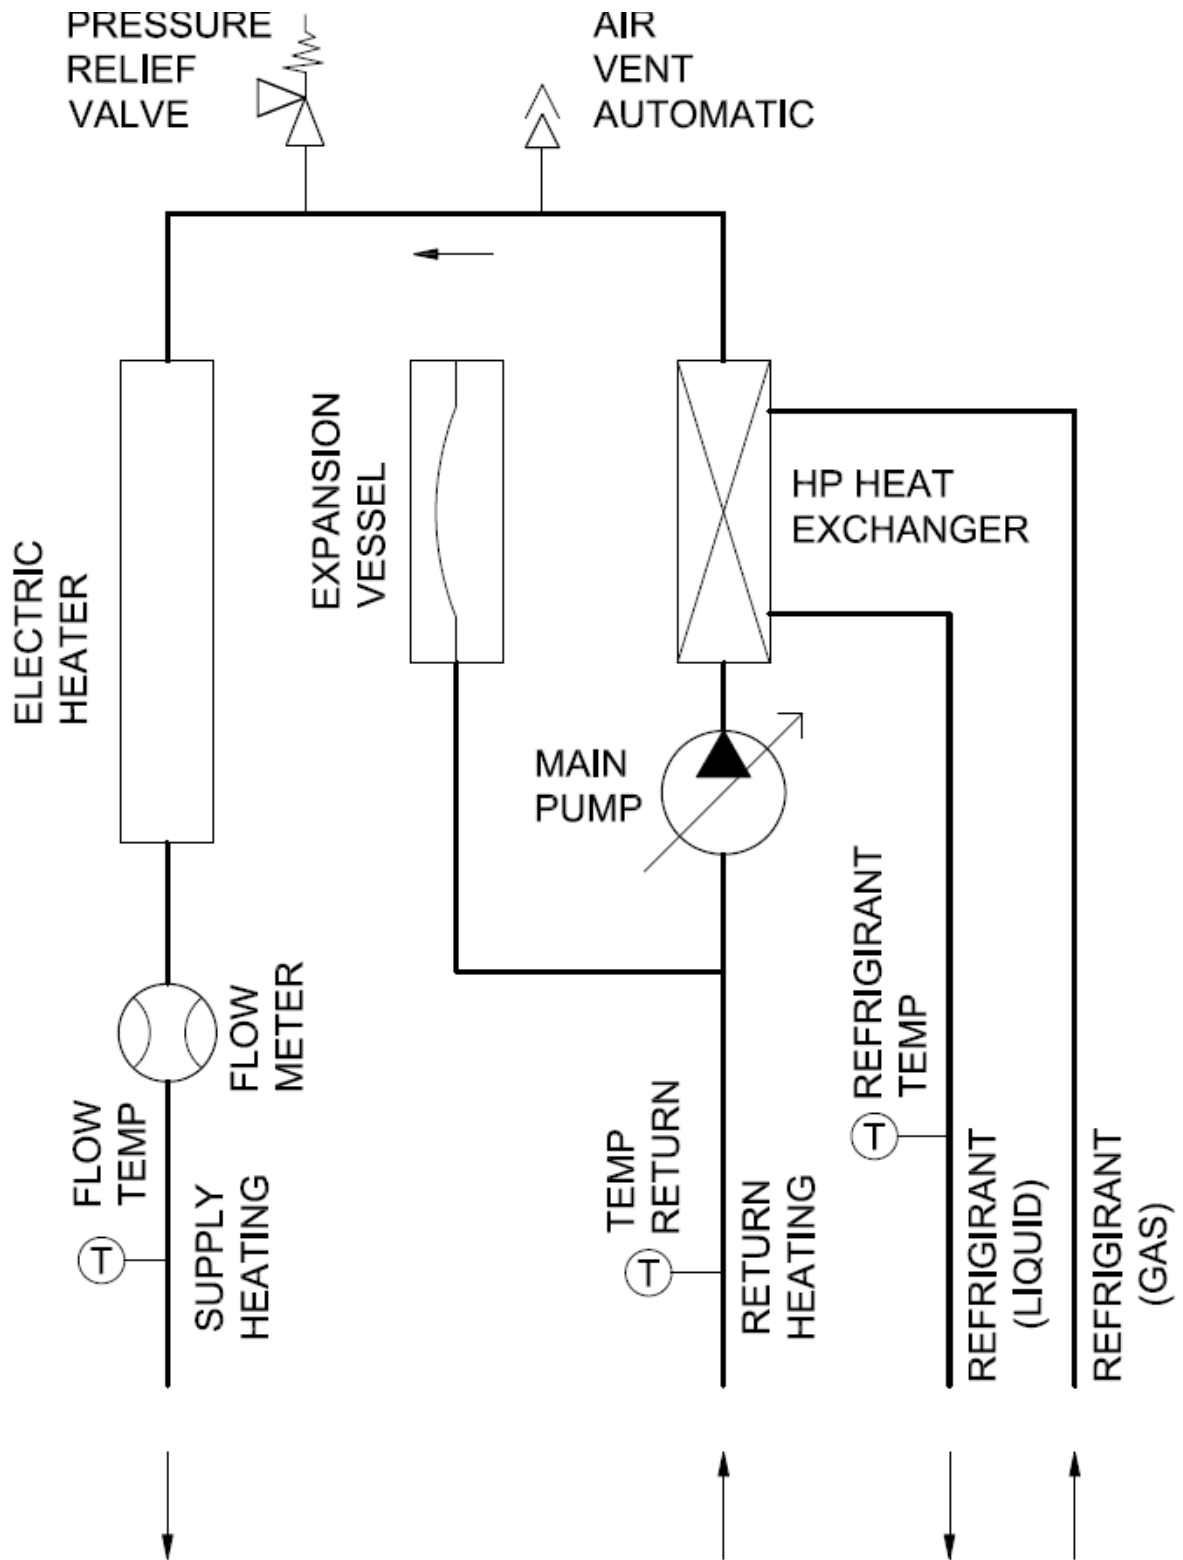 PRESSURE
RELIEF
VALVE
AIR
VENT
AUTOMATIC
ELECTRIC
HEATER
EXPANSION
VESSEL
HP HEAT
EXCHANGER
MAIN
PUMP
FLOW
METER
FLOW
TEMP
T
SUPPLY
HEATING
TEMP
RETURN
T
RETURN
HEATING
REFRIGIRANT
TEMP
T
REFRIGIRANT
(LIQUID)
REFRIGIRANT
(GAS)